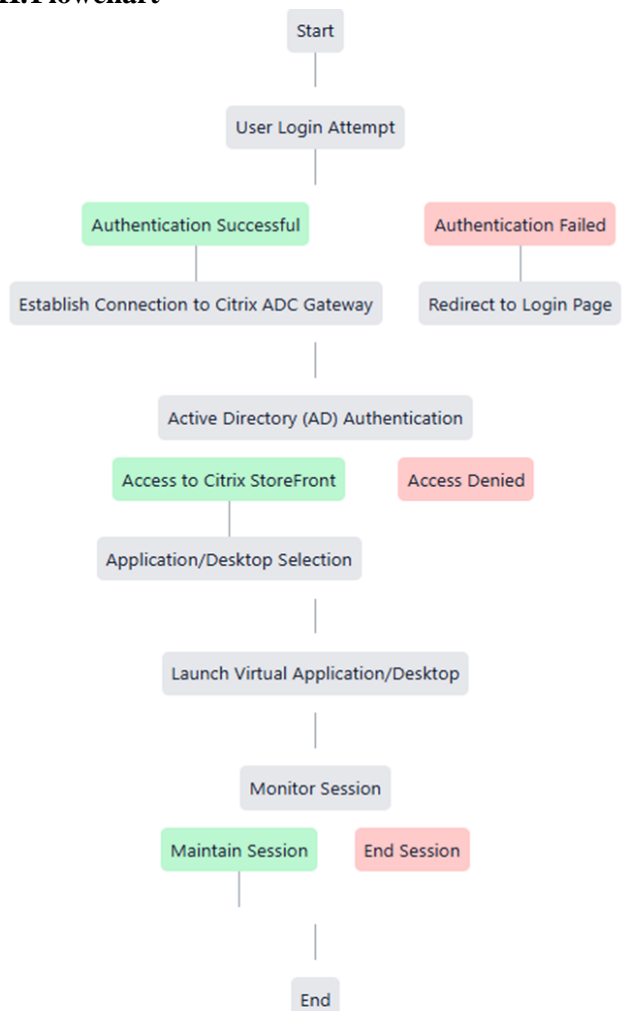 Start
User Login Attempt
Authentication Successful
Authentication Failed
Establish Connection to Citrix ADC Gateway
Redirect to Login Page
Active Directory (AD) Authentication
Access to Citrix StoreFront
Access Denied
Application/Desktop Selection
Launch Virtual Application/Desktop
Monitor Session
Maintain Session
End Session
End